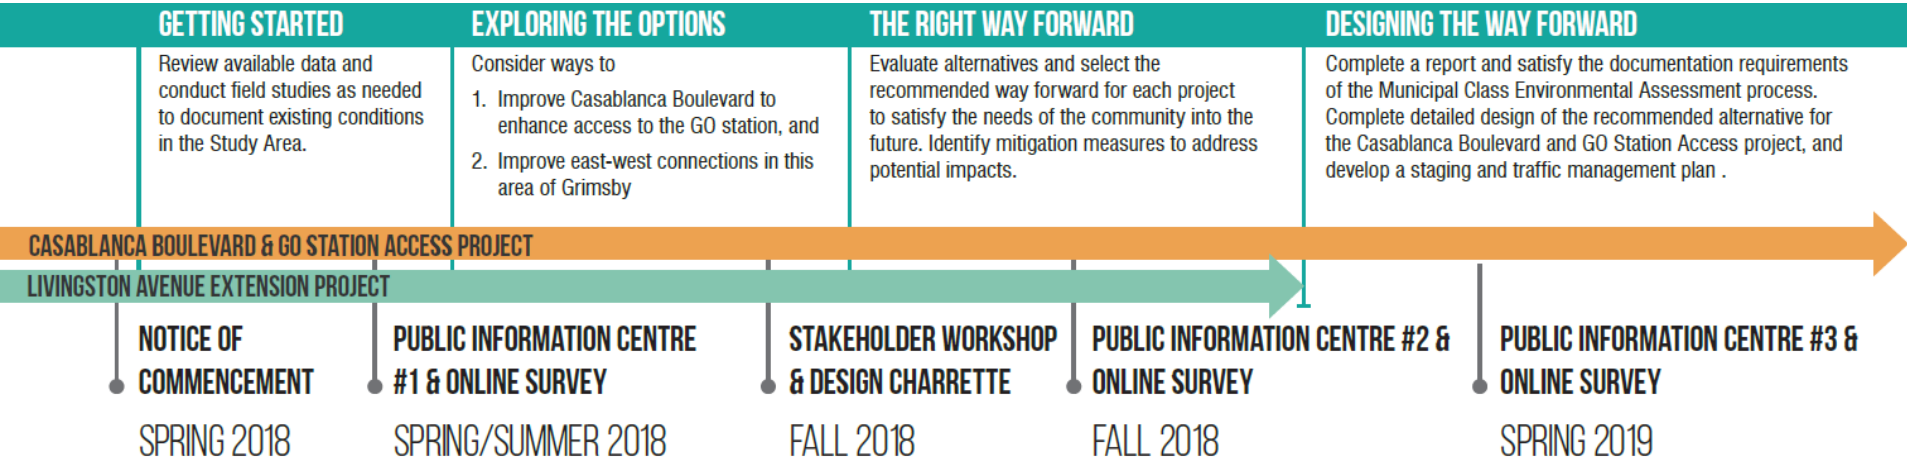 GETTING STARTED
Review available data and
conduct field studies as needed
to document existing conditions
in the Study Area.
EXPLORING THE OPTIONS
Consider ways to
1. Improve Casablanca Boulevard to
enhance access to the GO station, and
2. Improve east-west connections in this
area of Grimsby
THE RIGHT WAY FORWARD
Evaluate alternatives and select the
recommended way forward for each project
to satisfy the needs of the community into the
future. Identify mitigation measures to address
potential impacts.
DESIGNING THE WAY FORWARD
Complete a report and satisfy the documentation requirements
of the Municipal Class Environmental Assessment process.
Complete detailed design of the recommended alternative for
the Casablanca Boulevard and GO Station Access project, and
develop a staging and traffic management plan .
CASABLANCA BOULEVARD & GO STATION ACCESS PROJECT
LIVINGSTON AVENUE EXTENSION PROJECT
NOTICE OF
COMMENCEMENT
SPRING 2018
PUBLIC INFORMATION CENTRE
#1 & ONLINE SURVEY
SPRING/SUMMER 2018
STAKEHOLDER WORKSHOP
& DESIGN CHARRETTE
FALL 2018
PUBLIC INFORMATION CENTRE #2 &
ONLINE SURVEY
FALL 2018
PUBLIC INFORMATION CENTRE #3 &
ONLINE SURVEY
SPRING 2019